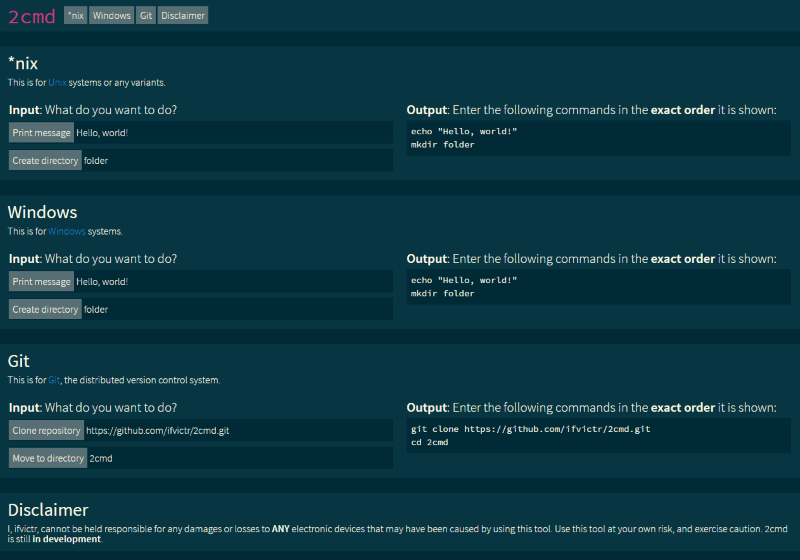 2cmd *nix Windows Git Disclaimer
*nix
This is for Unix systems or any variants.
Input: What do you want to do?
Print message Hello, world!
Create directory folder
Output: Enter the following commands in the exact order it is shown:
echo "Hello, world!"
mkdir folder
Windows
This is for Windows systems.
Input: What do you want to do?
Print message Hello, world!
Create directory folder
Output: Enter the following commands in the exact order it is shown:
echo "Hello, world!"
mkdir folder
Git
This is for Git, the distributed version control system.
Input: What do you want to do?
Clone repository https://github.com/ifvictr/2cmd.git
Move to directory 2cmd
Output: Enter the following commands in the exact order it is shown:
git clone https://github.com/ifvictr/2cmd.git
cd 2cmd
Disclaimer
I, ifvictr, cannot be held responsible for any damages or losses to ANY electronic devices that may have been caused by using this tool. Use this tool at your own risk, and exercise caution. 2cmd
is still in development.